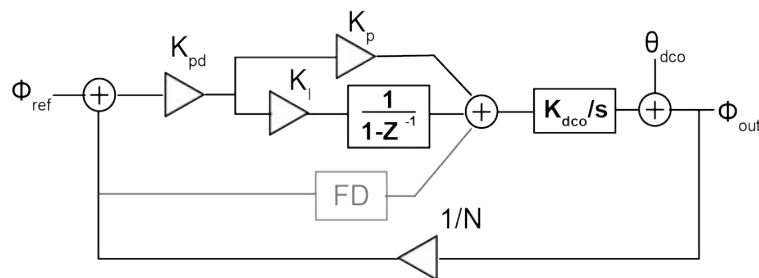 K_p
K_pd
θ_dco
K_I
Φ_ref
+
1
1-Z^-1
+
K_dco/s
+
Φ_out
FD
1/N